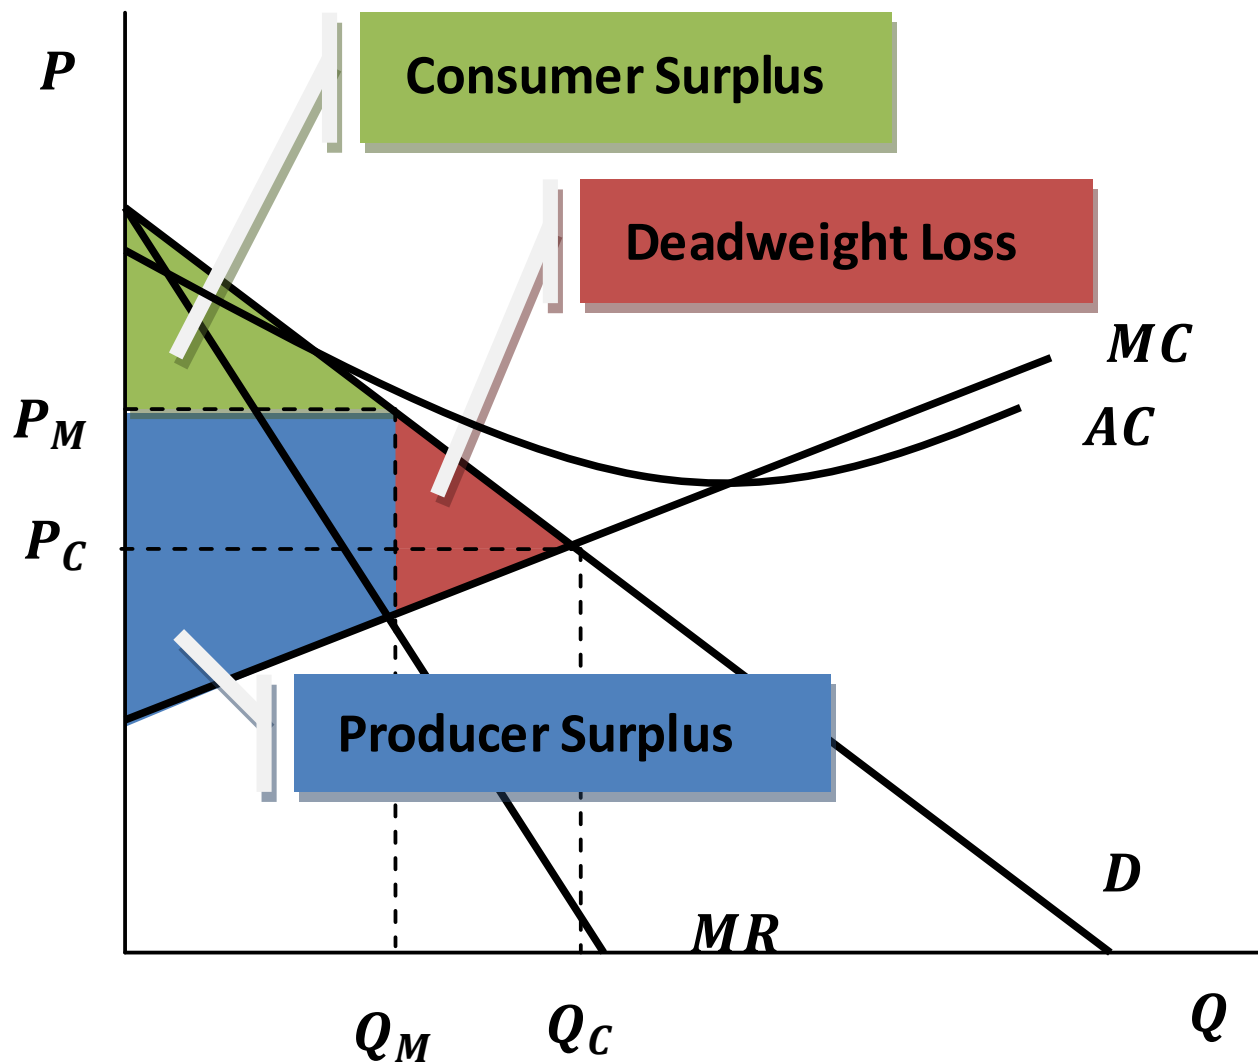 P
Consumer Surplus
Deadweight Loss
MC
P_M
AC
P_C
Producer Surplus
D
MR
Q_M
Q_C
Q